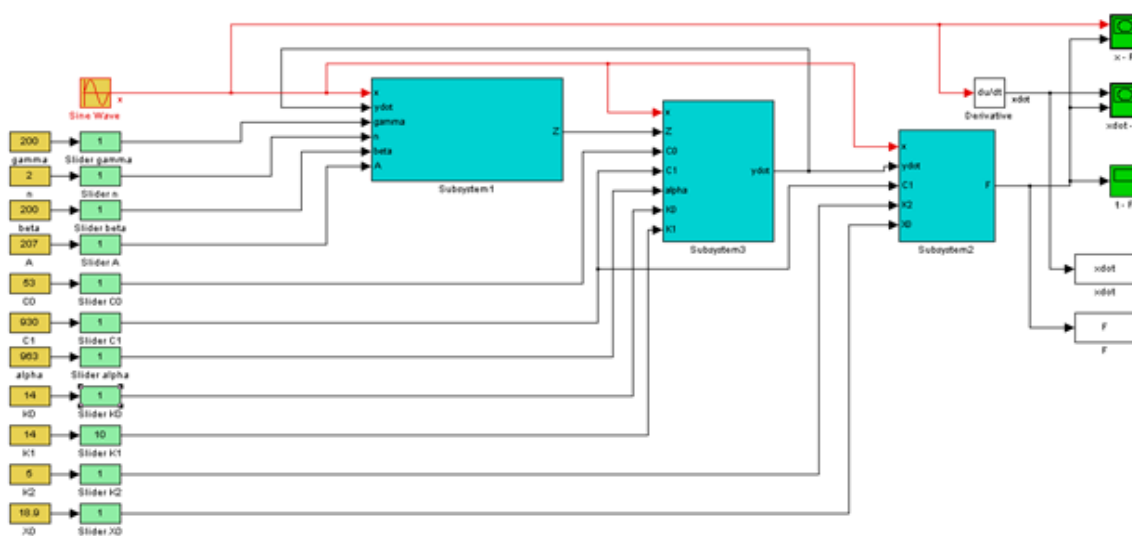 x - F
x
Sine Wave
du/dt
xdot
Derivative
xdot -
x
ydot
gamma
n
beta
A
Z
Subsystem1
x
Z
C0
C1
alpha
K0
K1
ydot
Subsystem3
x
ydot
C1
K2
X0
F
Subsystem2
t - F
xdot
xdot
F
F
200
1
gamma
Slider gamma
2
1
n
Slider n
200
1
beta
Slider beta
207
1
A
Slider A
53
1
C0
Slider C0
930
1
C1
Slider C1
963
1
alpha
Slider alpha
14
1
K0
Slider K0
14
10
K1
Slider K1
5
1
K2
Slider K2
18.9
1
X0
Slider X0